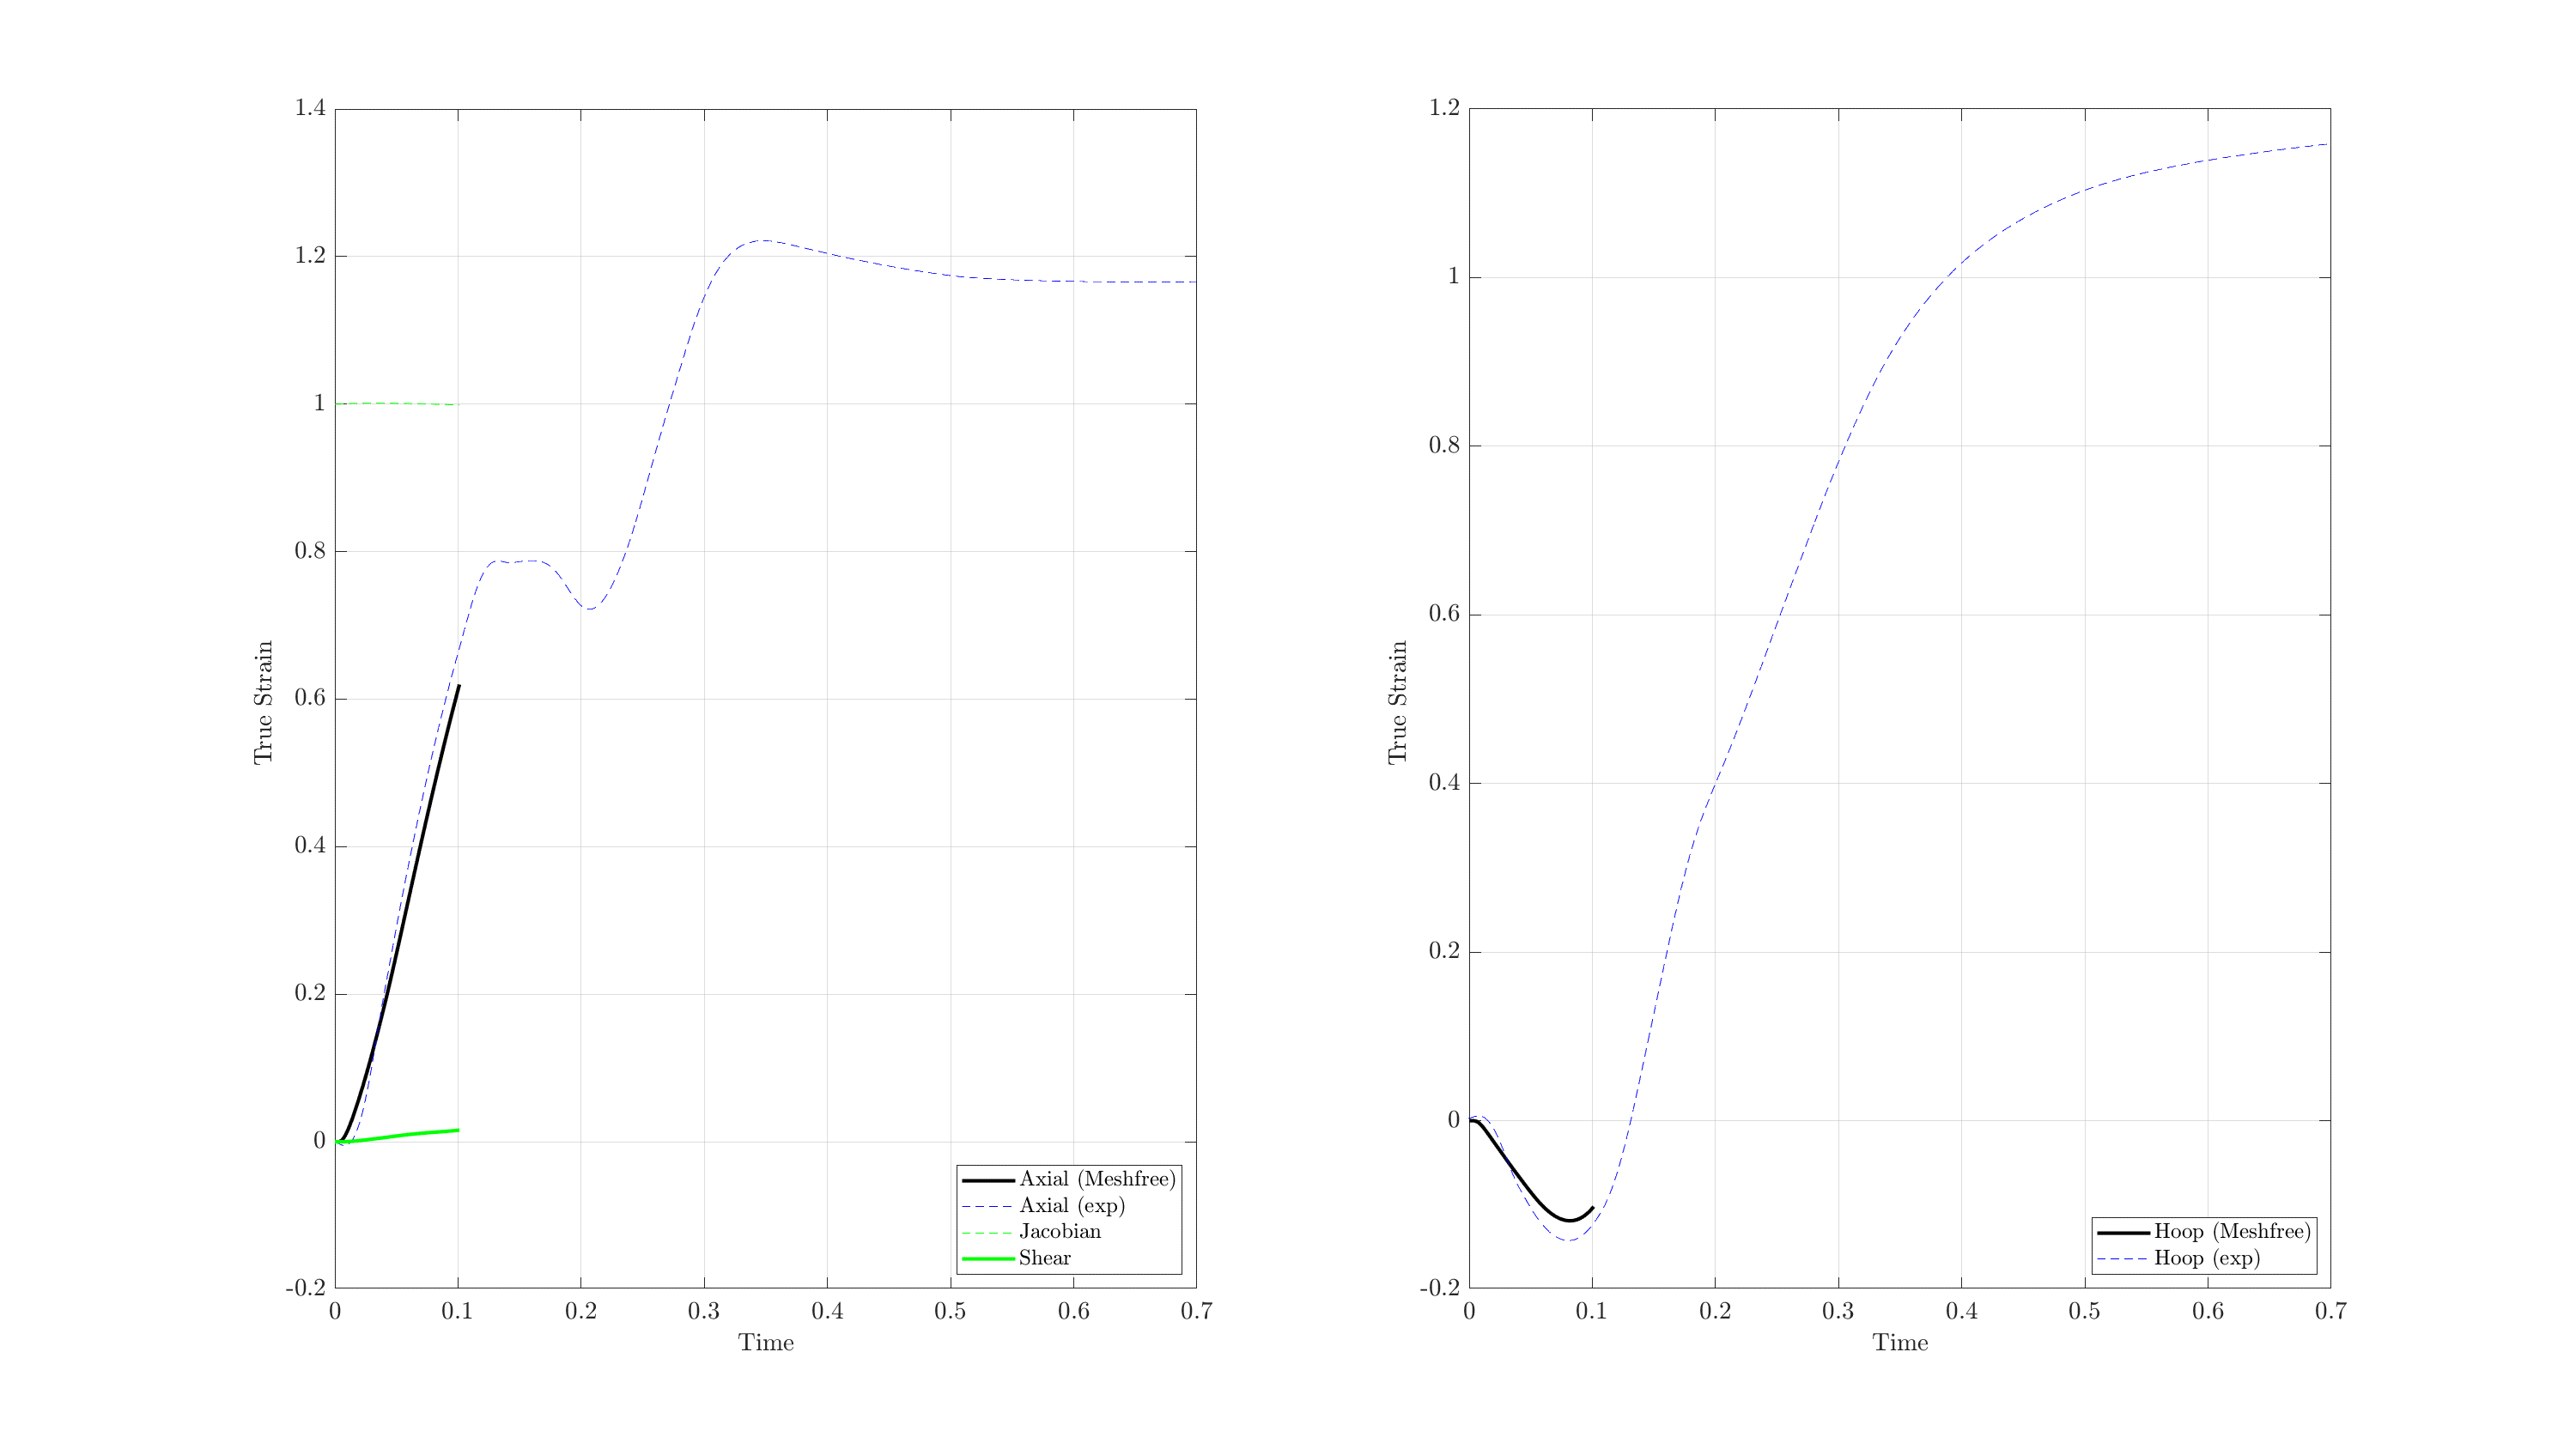 1.4
1.2
1
0.8
0.6
0.4
0.2
0
-0.2
True Strain
0 0.1 0.2 0.3 0.4 0.5 0.6 0.7
Time
Axial (Meshfree)
Axial (exp)
Jacobian
Shear
1.2
1
0.8
0.6
0.4
0.2
0
-0.2
True Strain
0 0.1 0.2 0.3 0.4 0.5 0.6 0.7
Time
Hoop (Meshfree)
Hoop (exp)